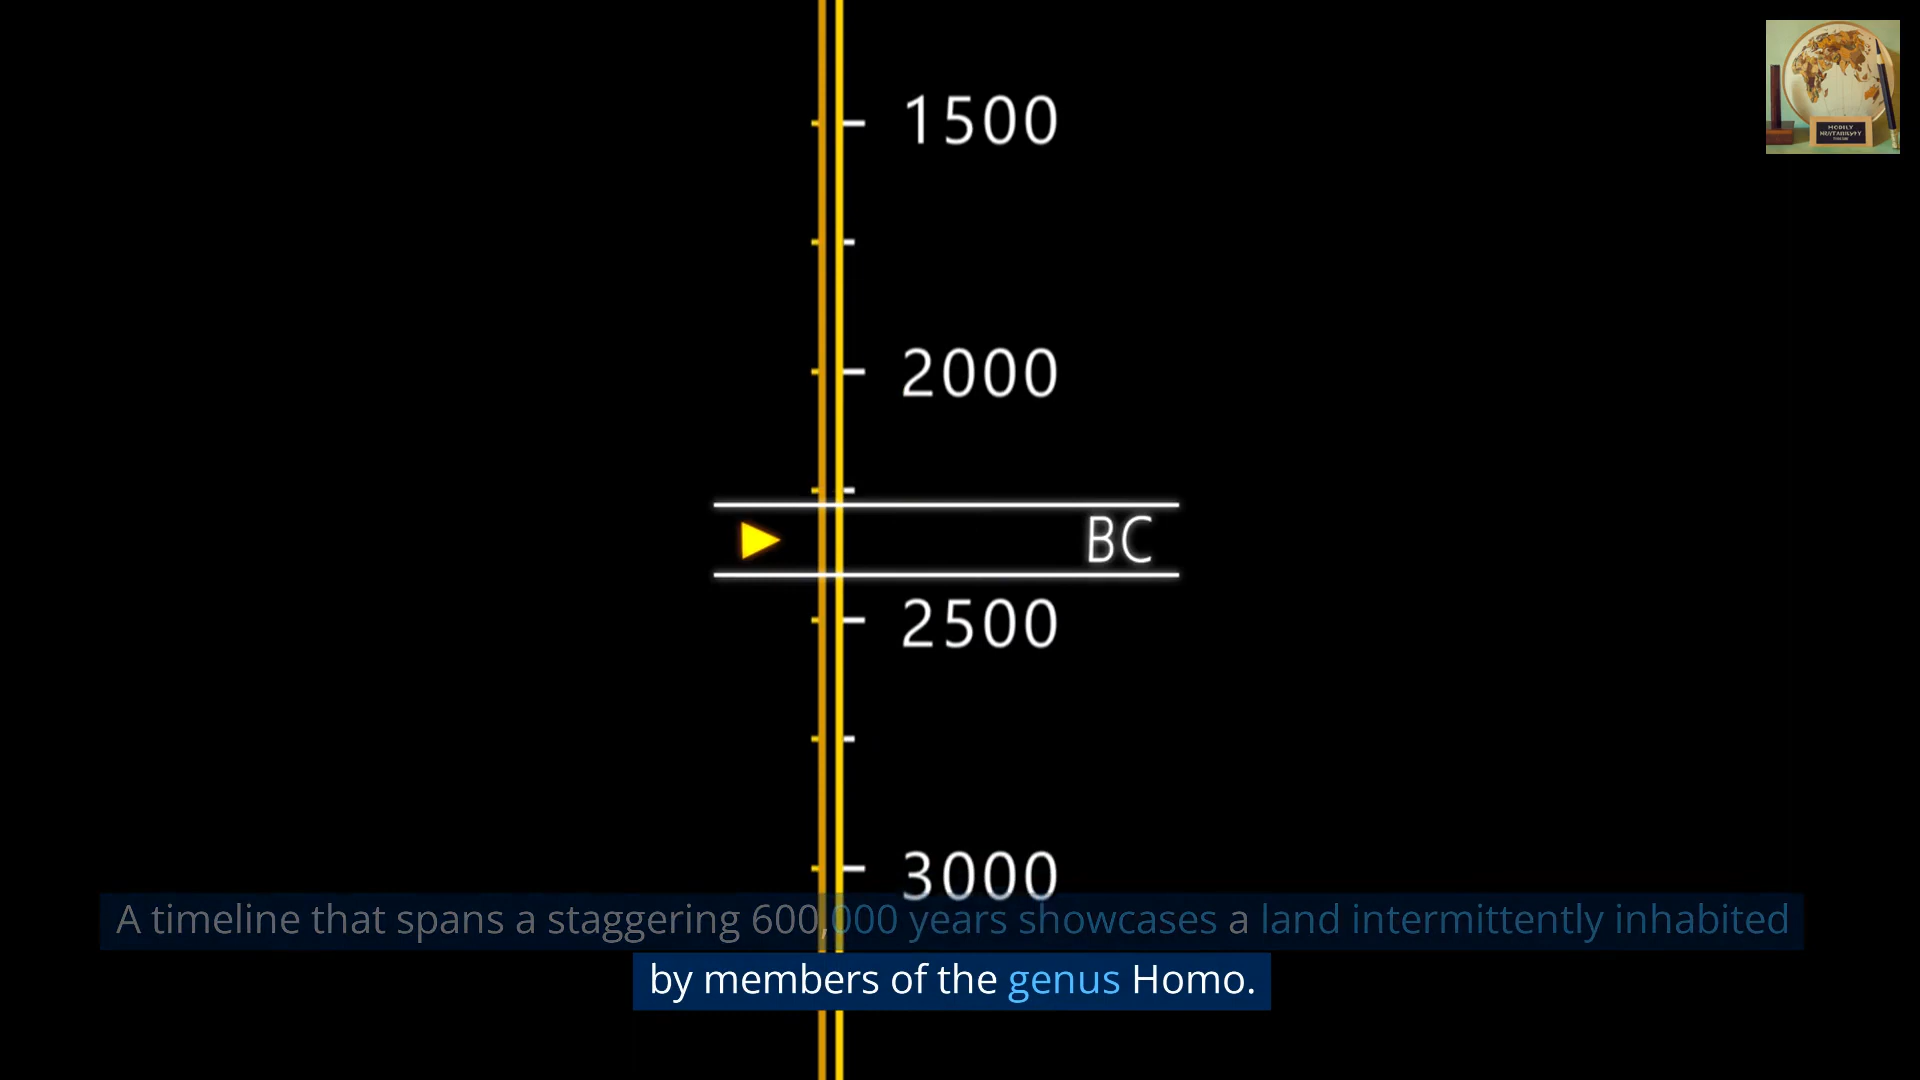 1500
2000
BC
2500
3000
A timeline that spans a staggering 600,000 years showcases a land intermittently inhabited
by members of the genus Homo.